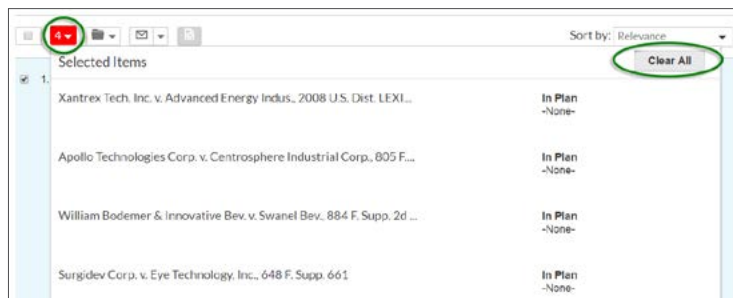 4
Sort by: Relevance
Selected Items
Clear All
1.
Xantrex Tech. Inc. v. Advanced Energy Indus., 2008 U.S. Dist. LEXI...
In Plan
-None-
Apollo Technologies Corp. v. Centrosphere Industrial Corp., 805 F....
In Plan
-None-
William Bodemer & Innovative Bev. v. Swanel Bev., 884 F. Supp. 2d ...
In Plan
-None-
Surgidev Corp. v. Eye Technology, Inc., 648 F. Supp. 661
In Plan
-None-